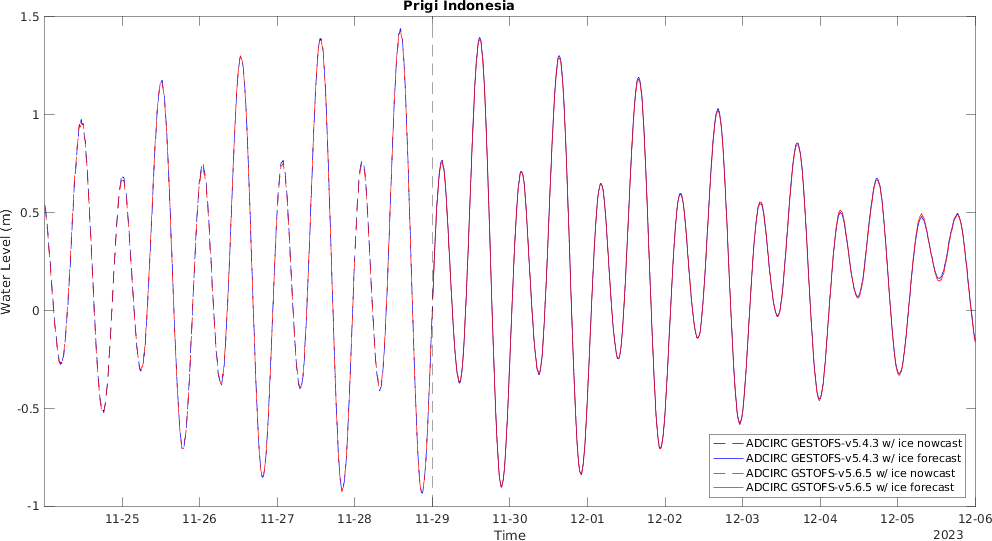 Prigi Indonesia
1.5
1
0.5
0
-0.5
-1
Water Level (m)
ADCIRC GESTOFS-v5.4.3 w/ ice nowcast
ADCIRC GESTOFS-v5.4.3 w/ ice forecast
ADCIRC GSTOFS-v5.6.5 w/ ice nowcast
ADCIRC GSTOFS-v5.6.5 w/ ice forecast
11-25 11-26 11-27 11-28 11-29 11-30 12-01 12-02 12-03 12-04 12-05 12-06
Time
2023